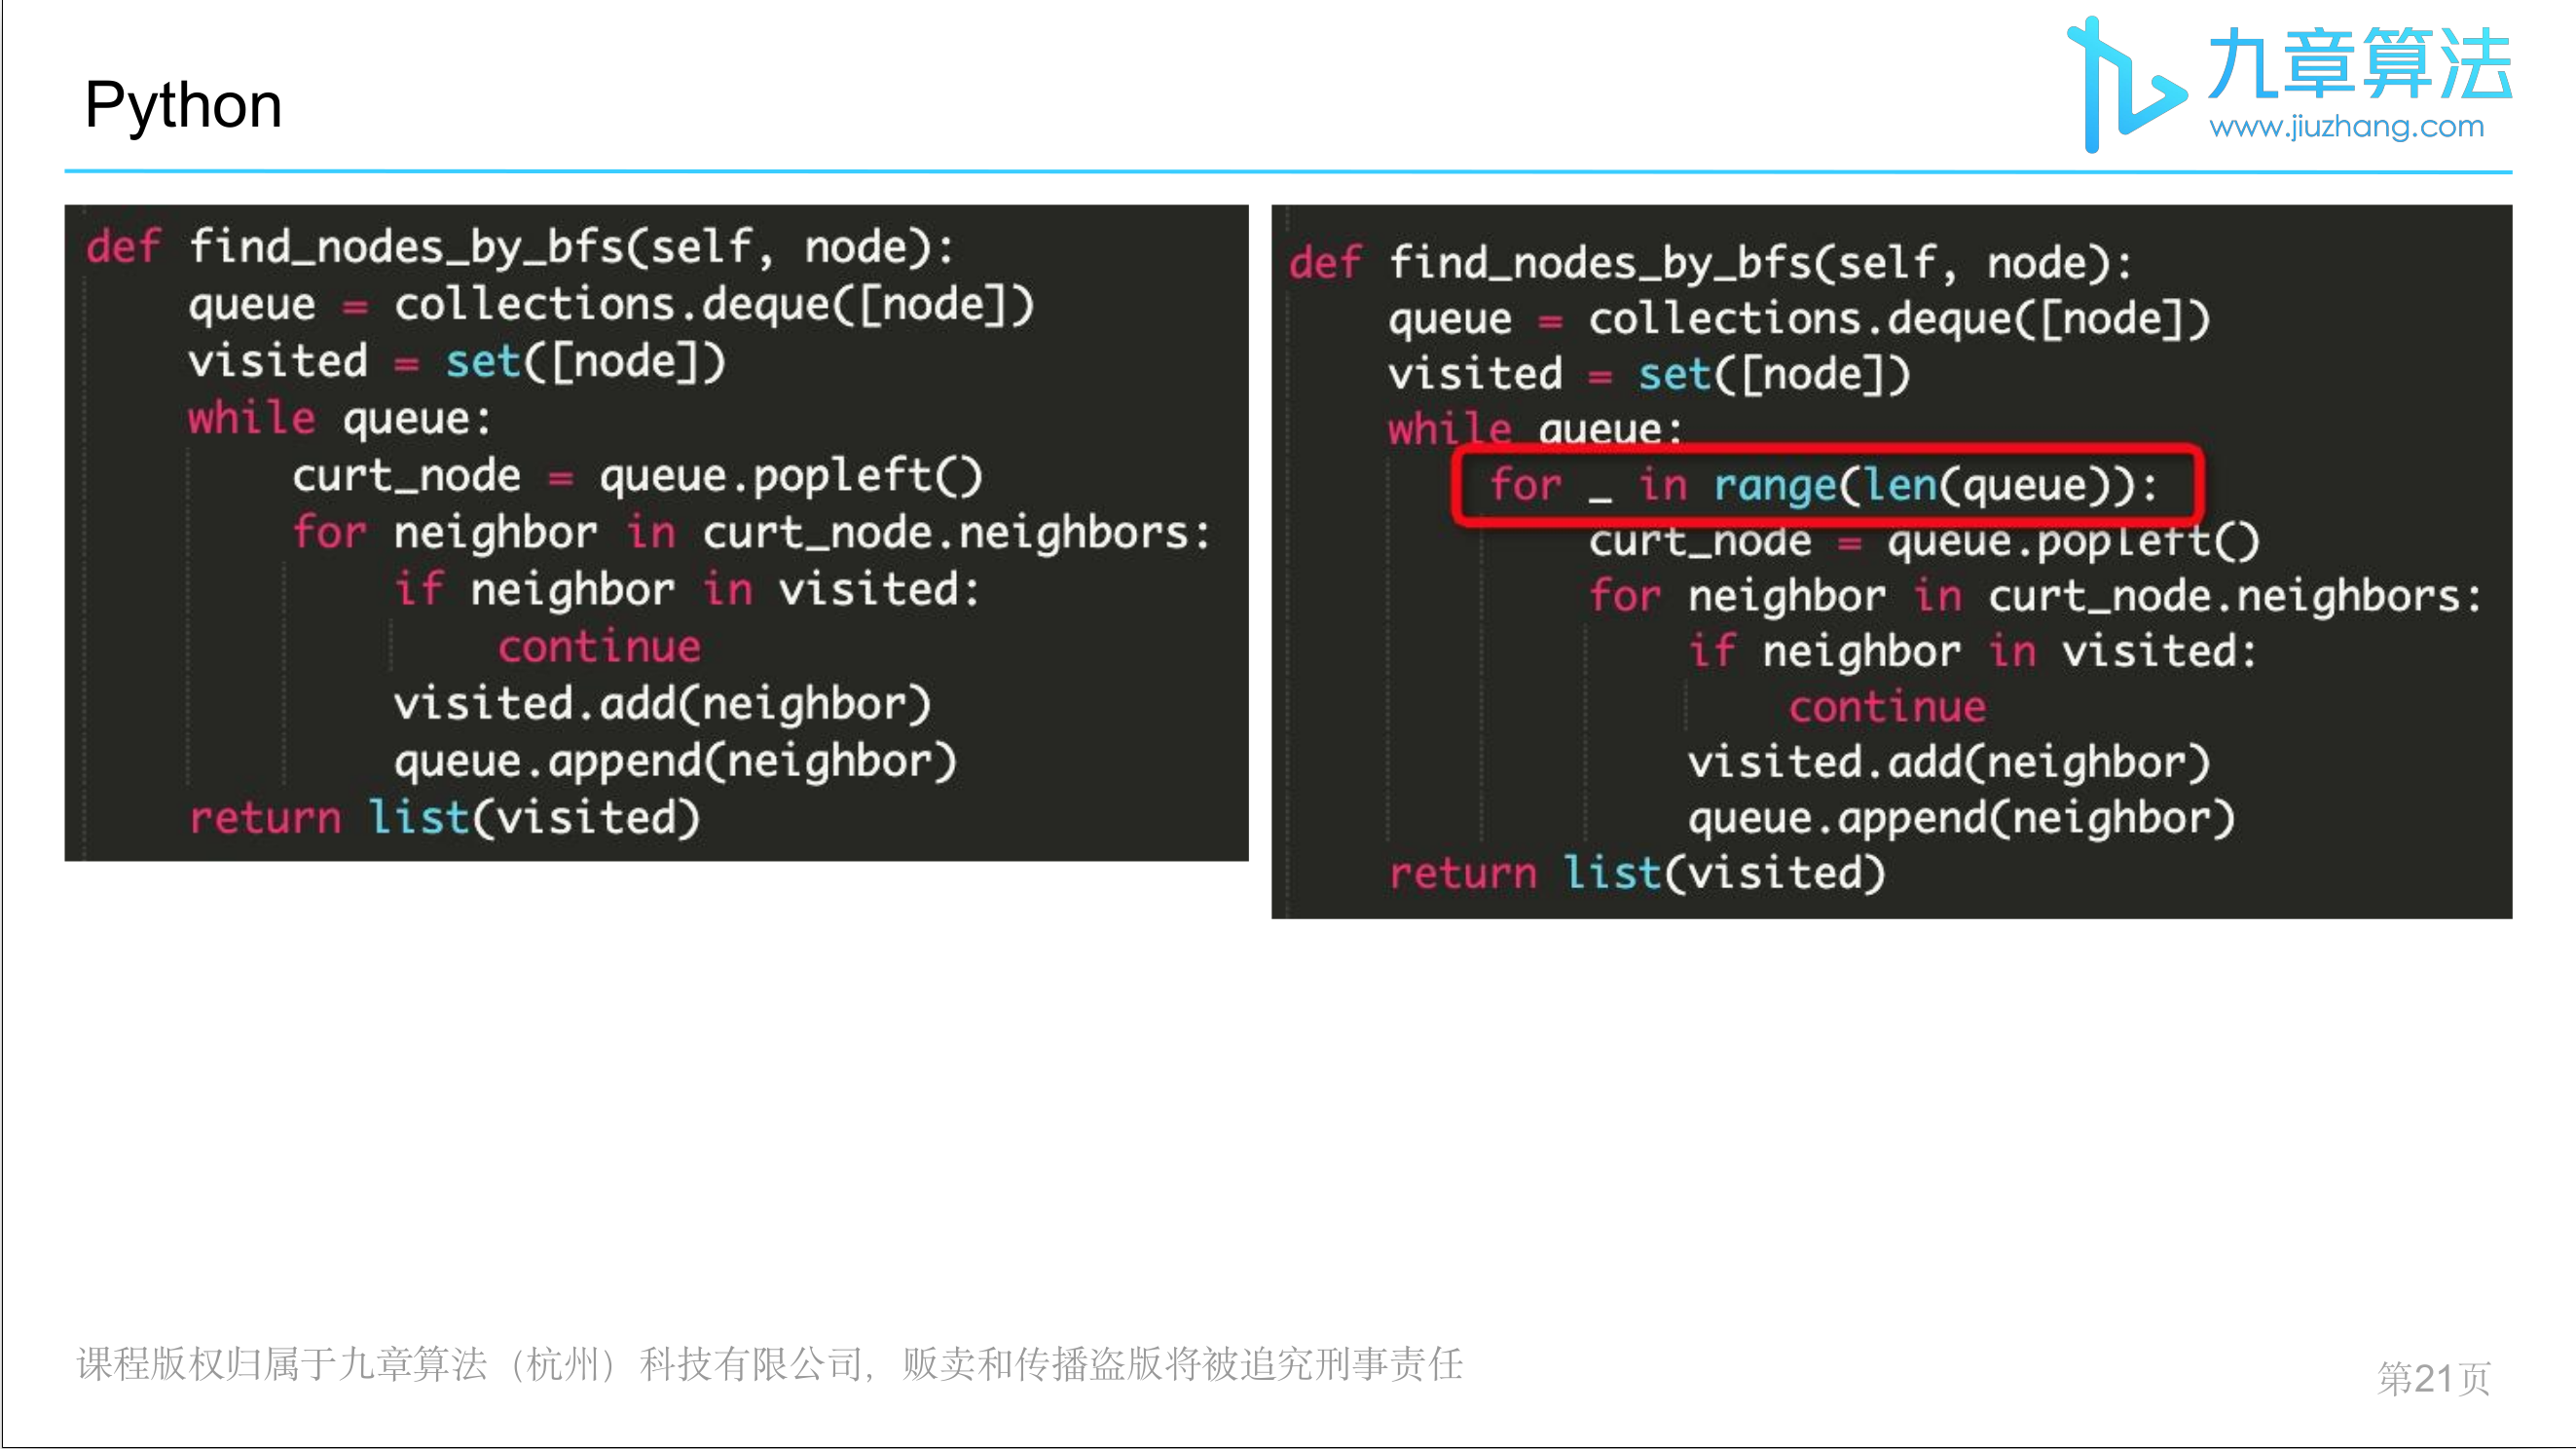 Python
九章算法
www.jiuzhang.com
def find_nodes_by_bfs(self, node):
    queue = collections.deque([node])
    visited = set([node])
    while queue:
        curt_node = queue.popleft()
        for neighbor in curt_node.neighbors:
            if neighbor in visited:
                continue
            visited.add(neighbor)
            queue.append(neighbor)
    return list(visited)
def find_nodes_by_bfs(self, node):
    queue = collections.deque([node])
    visited = set([node])
    while queue:
        for _ in range(len(queue)):
            curt_node = queue.popleft()
            for neighbor in curt_node.neighbors:
                if neighbor in visited:
                    continue
                visited.add(neighbor)
                queue.append(neighbor)
    return list(visited)
课程版权归属于九章算法（杭州）科技有限公司，贩卖和传播盗版将被追究刑事责任
第21页